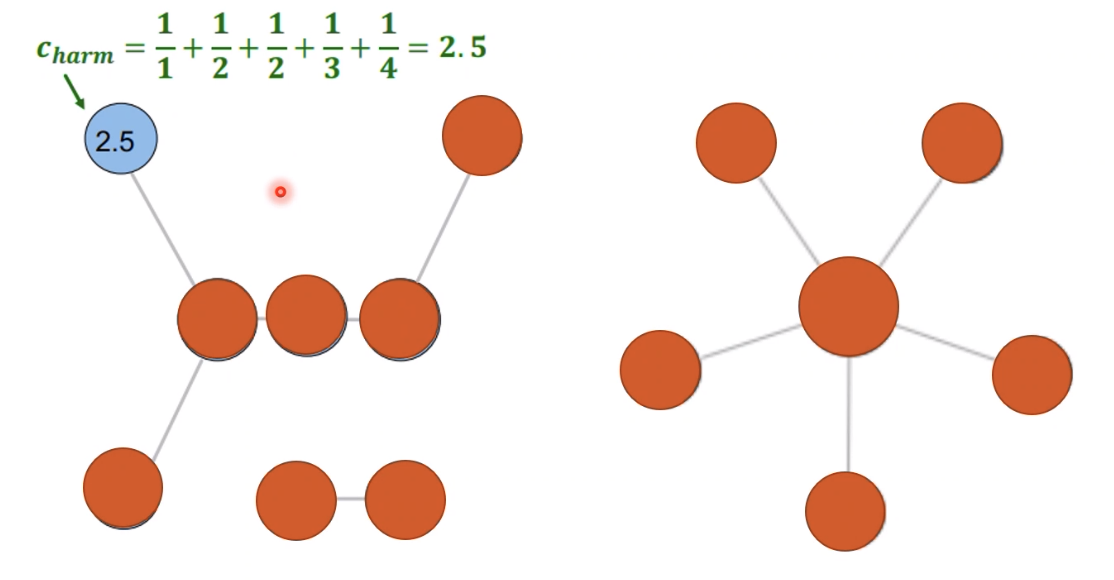 c_harm = 1/1 + 1/2 + 1/2 + 1/3 + 1/4 = 2.5
2.5